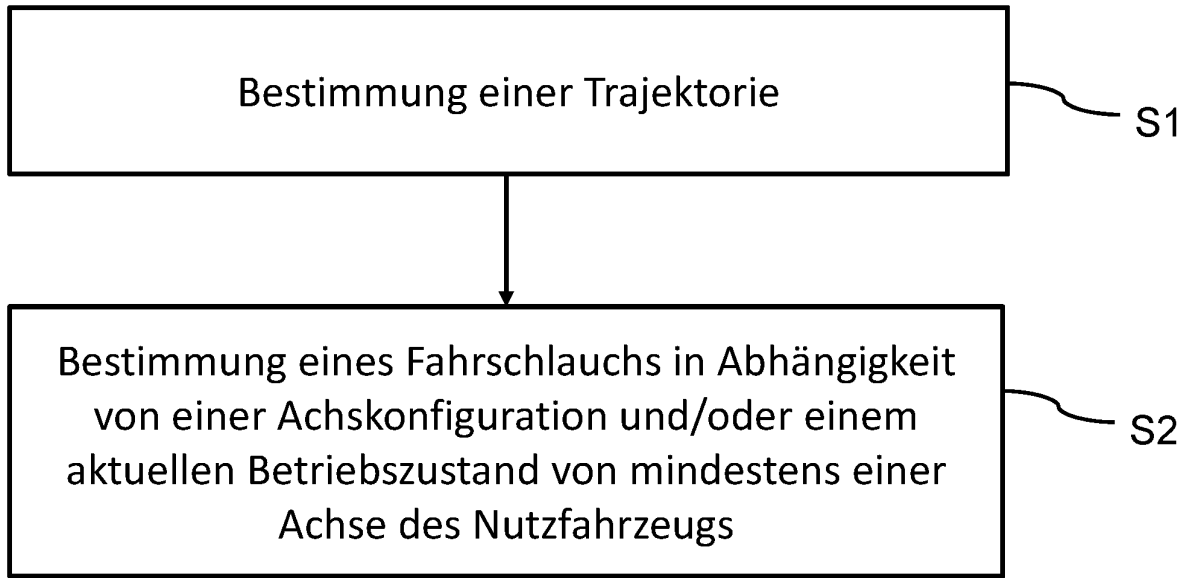 Bestimmung einer Trajektorie
S1
Bestimmung eines Fahrschlauchs in Abhängigkeit
von einer Achskonfiguration und/oder einem
aktuellen Betriebszustand von mindestens einer
Achse des Nutzfahrzeugs
S2